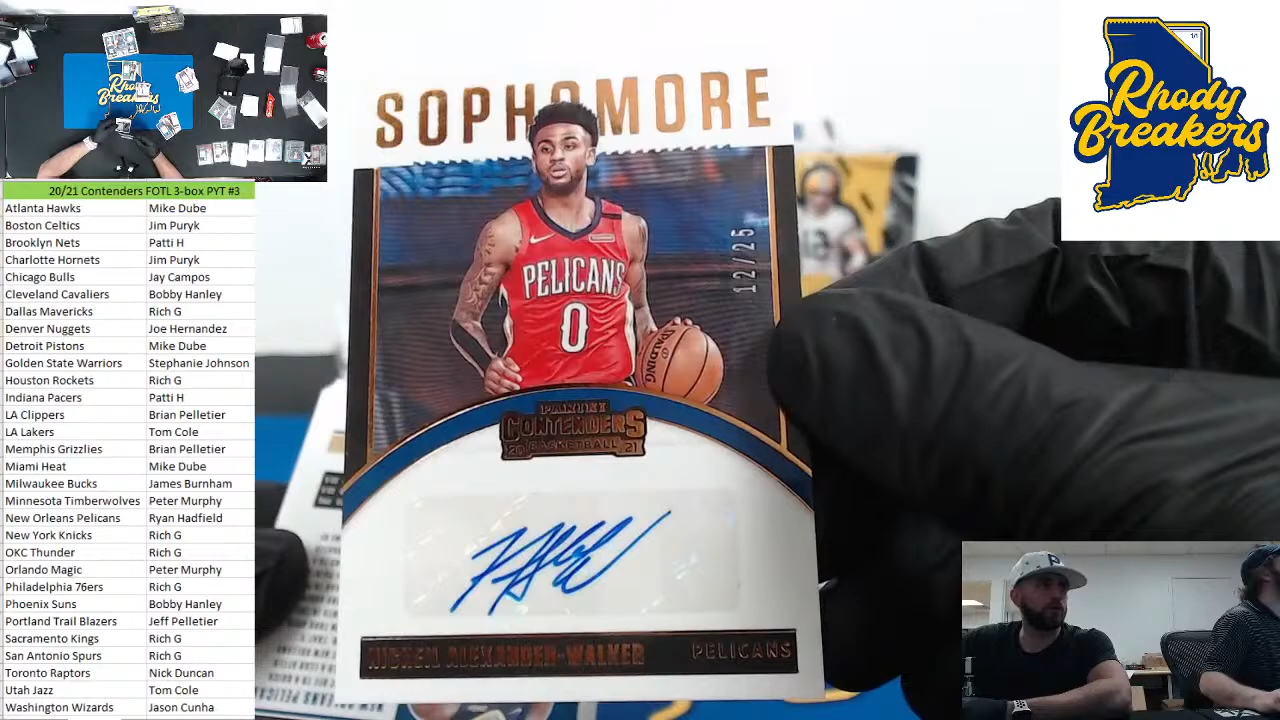 Rhody
Breakers
20/21 Contenders FOTL 3-box PYT #3
Atlanta Hawks Mike Dube
Boston Celtics Jim Puryk
Brooklyn Nets Patti H
Charlotte Hornets Jim Puryk
Chicago Bulls Jay Campos
Cleveland Cavaliers Bobby Hanley
Dallas Mavericks Rich G
Denver Nuggets Joe Hernandez
Detroit Pistons Mike Dube
Golden State Warriors Stephanie Johnson
Houston Rockets Rich G
Indiana Pacers Patti H
LA Clippers Brian Pelletier
LA Lakers Tom Cole
Memphis Grizzlies Brian Pelletier
Miami Heat Mike Dube
Milwaukee Bucks James Burnham
Minnesota Timberwolves Peter Murphy
New Orleans Pelicans Ryan Hadfield
New York Knicks Rich G
OKC Thunder Rich G
Orlando Magic Peter Murphy
Philadelphia 76ers Rich G
Phoenix Suns Bobby Hanley
Portland Trail Blazers Jeff Pelletier
Sacramento Kings Rich G
San Antonio Spurs Rich G
Toronto Raptors Nick Duncan
Utah Jazz Tom Cole
Washington Wizards Jason Cunha
SOPHOMORE
12/25
PELICANS
0
SPALDING
PANINI
CONTENDERS
20 BASKETBALL 21
NICKEIL ALEXANDER-WALKER PELICANS
1/1
Rhody
Breakers
P